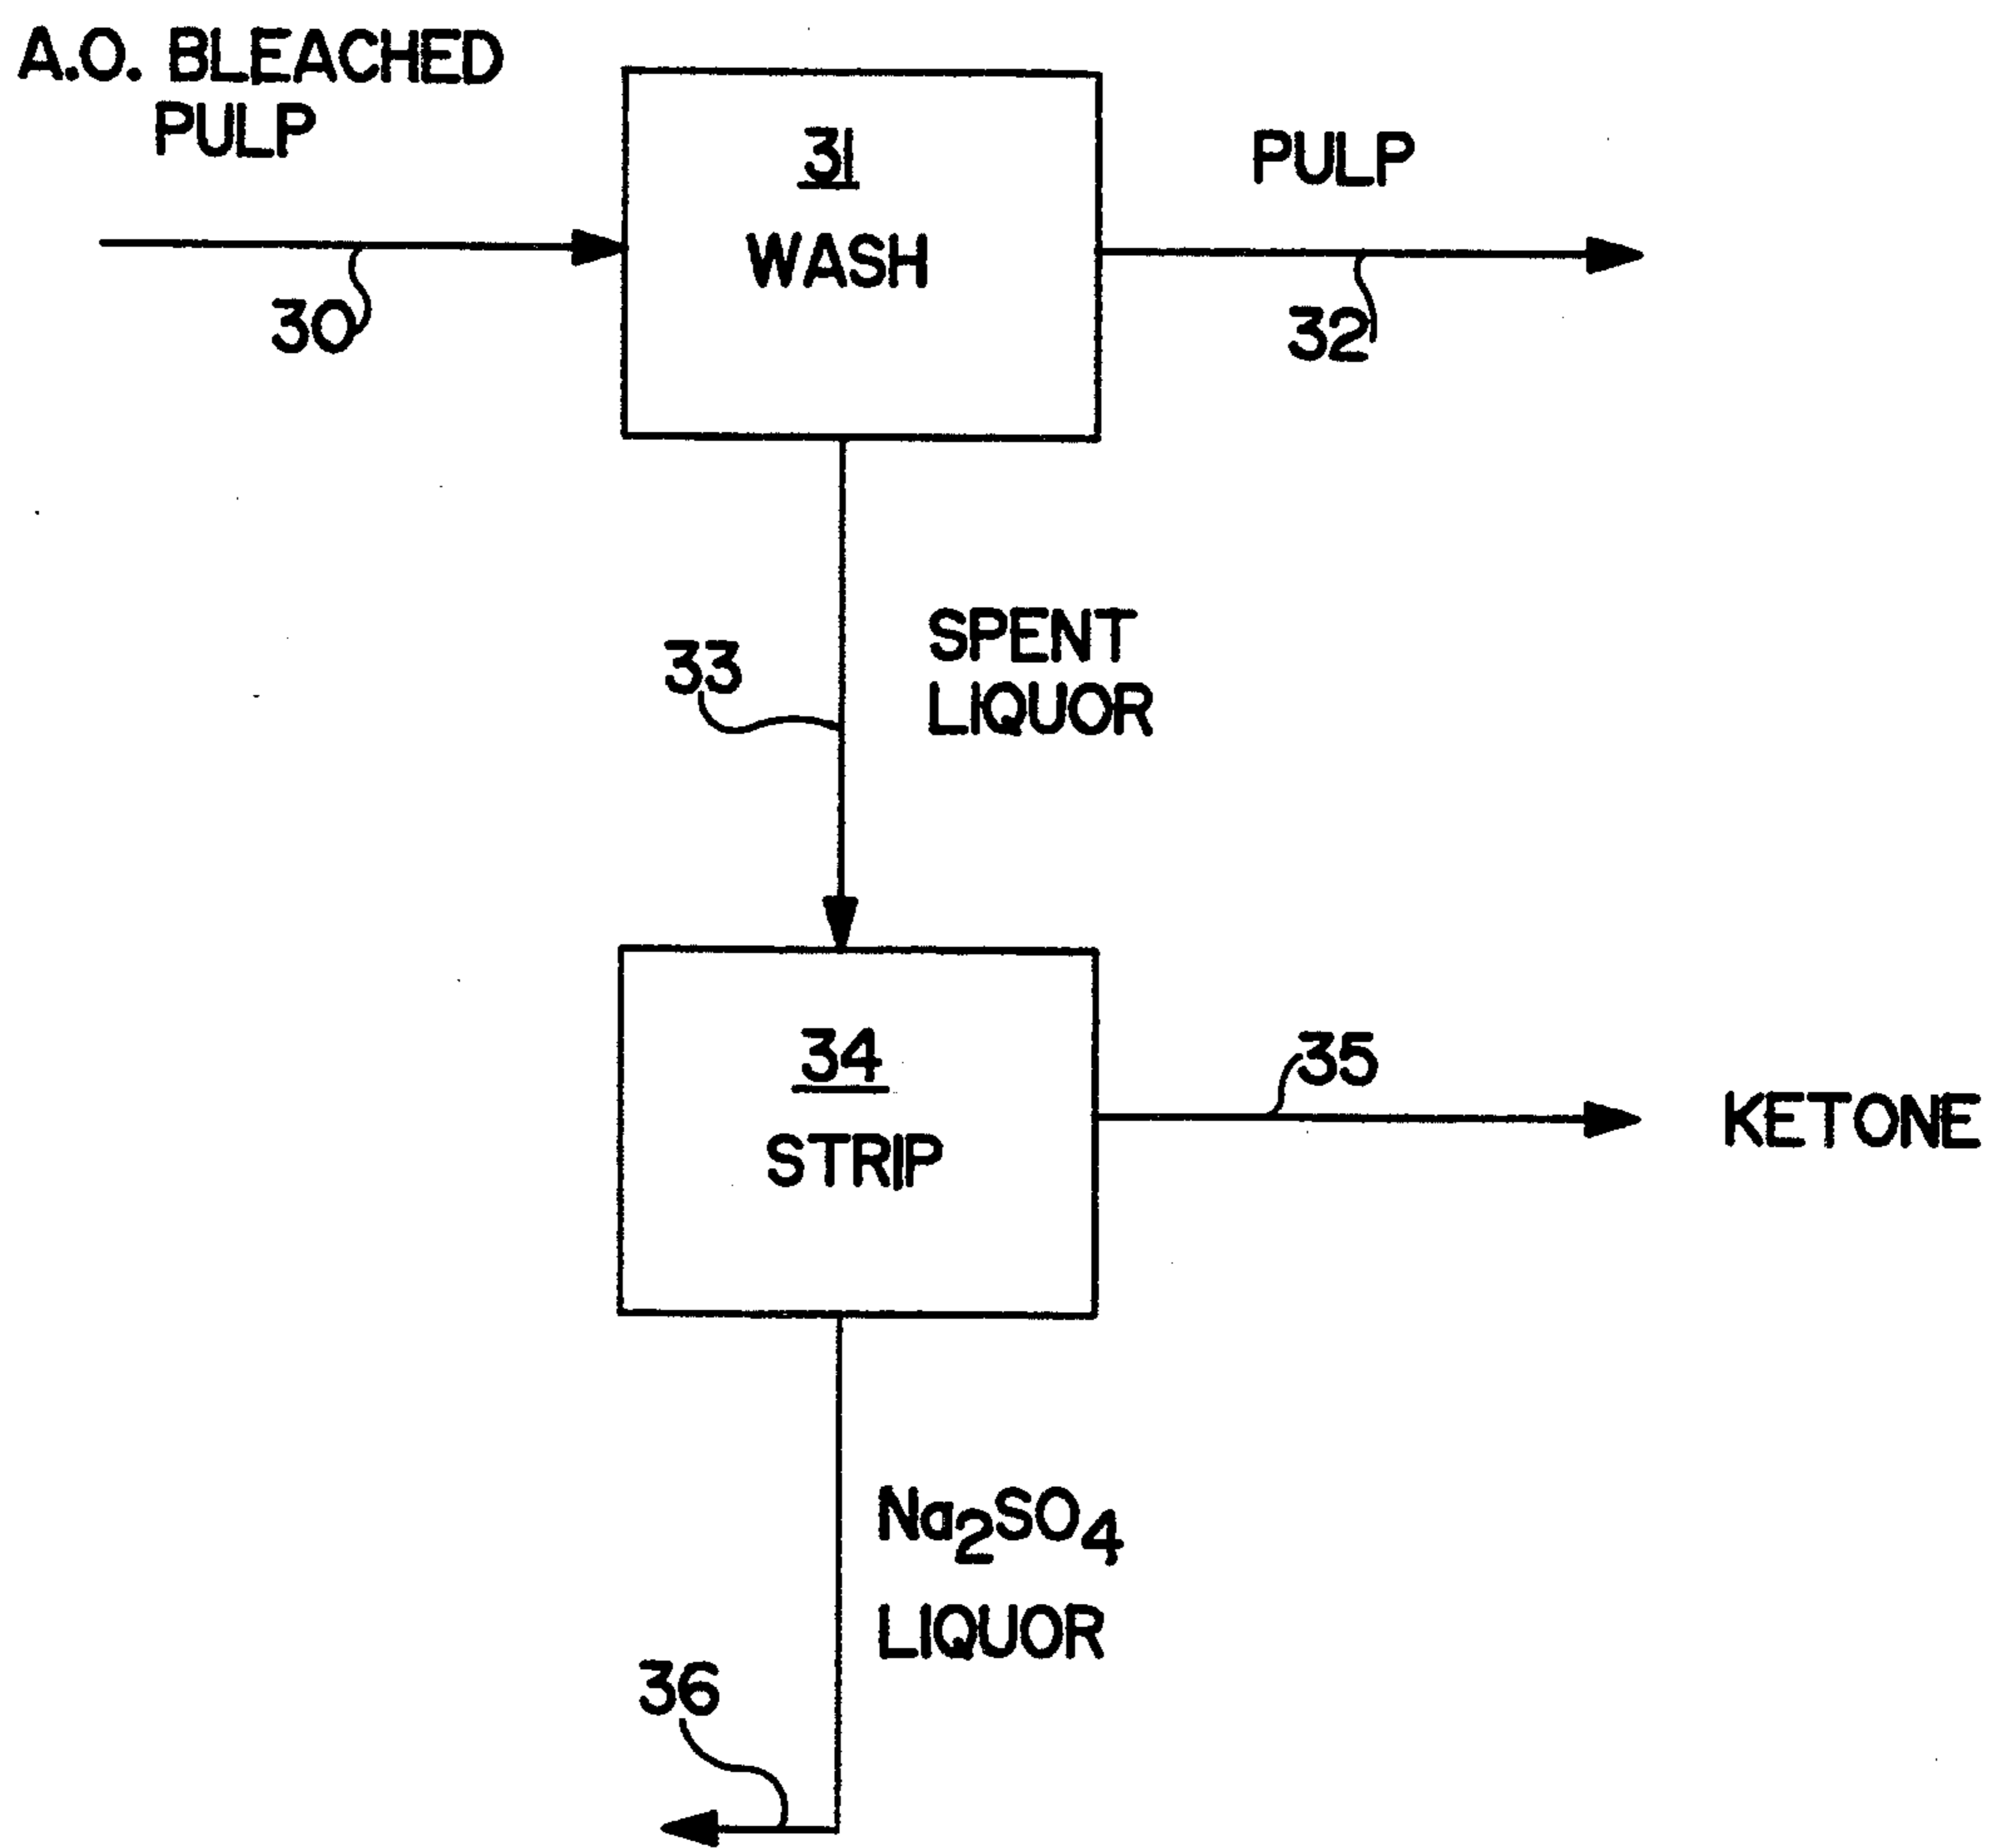 A.O. BLEACHED
PULP
30
31
WASH
PULP
32
33
SPENT
LIQUOR
34
STRIP
35
KETONE
Na2SO4
LIQUOR
36